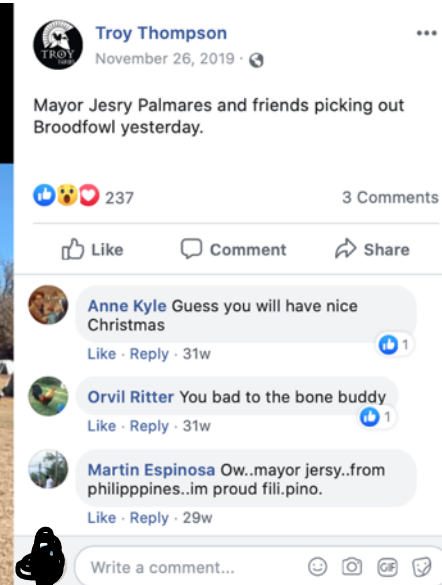 Troy Thompson
TROY
November 26, 2019 ·
Mayor Jesry Palmares and friends picking out
Broodfowl yesterday.
237
3 Comments
Like
Comment
Share
Anne Kyle Guess you will have nice
Christmas
1
Like · Reply · 31w
Orvil Ritter You bad to the bone buddy
1
Like · Reply · 31w
Martin Espinosa Ow..mayor jersy..from
philipppines..im proud fili.pino.
Like · Reply · 29w
Write a comment...
GIF